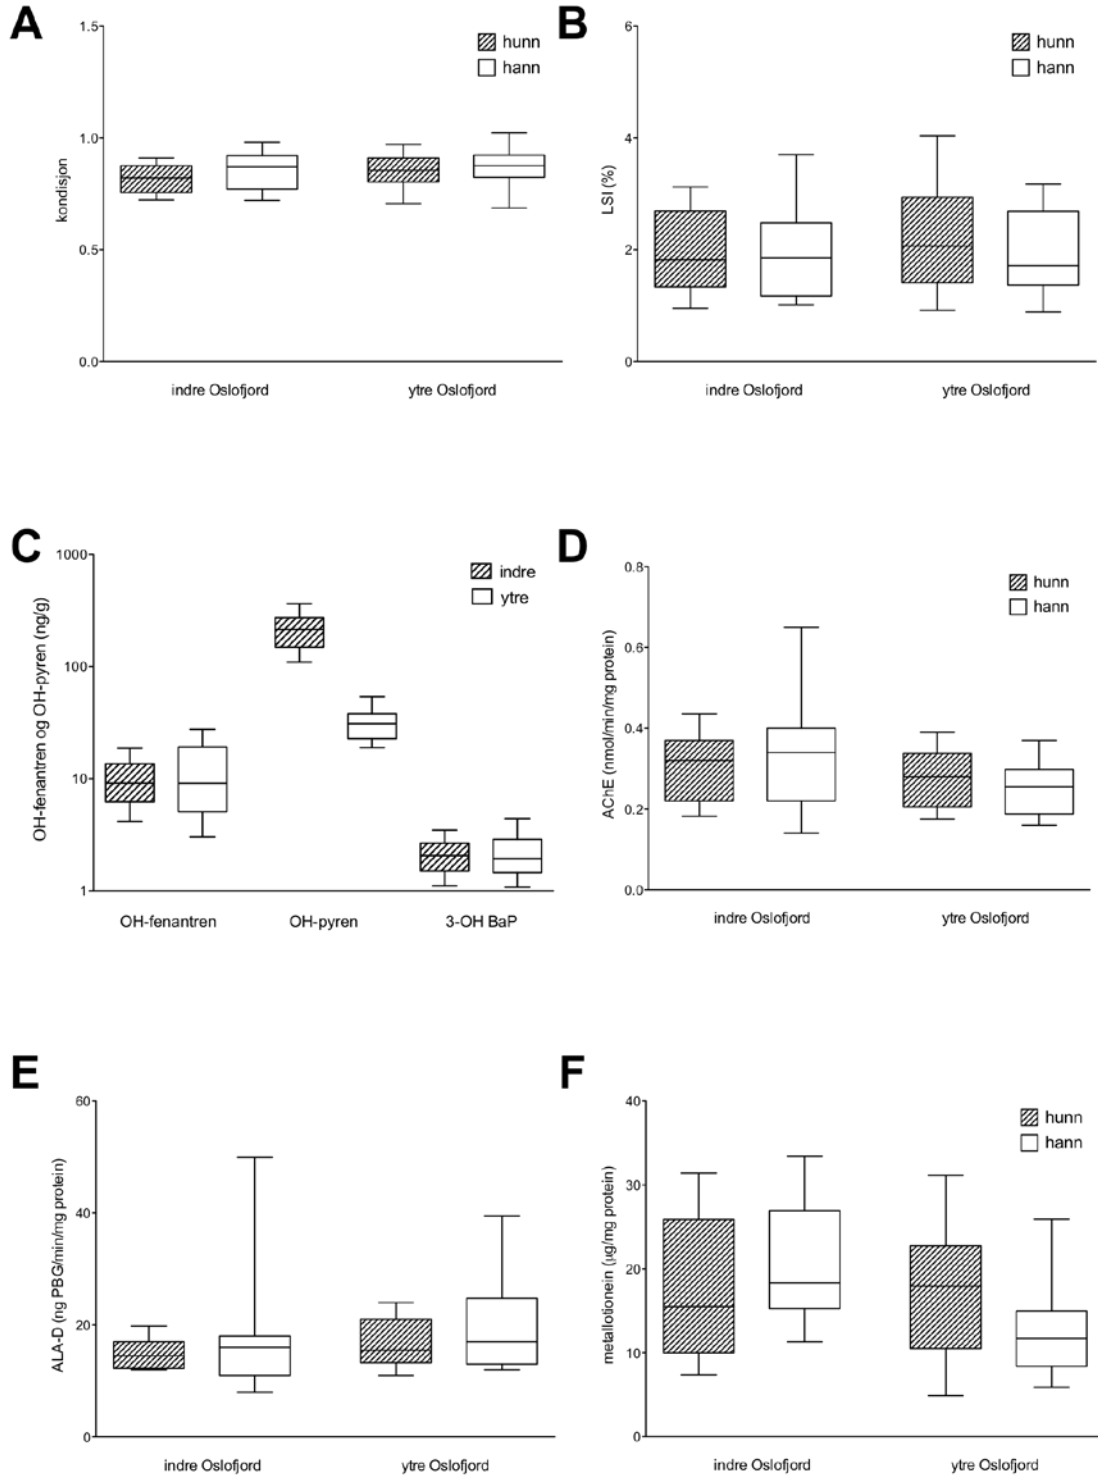 A
1.5
1.0
0.5
0.0
kondisjon
hunn
hann
indre Oslofjord
ytre Oslofjord
B
6
4
2
0
LSI (%)
hunn
hann
indre Oslofjord
ytre Oslofjord
C
1000
100
10
1
OH-fenantren og OH-pyren (ng/g)
indre
ytre
OH-fenantren
OH-pyren
3-OH BaP
D
0.8
0.6
0.4
0.2
0.0
AChE (nmol/min/mg protein)
hunn
hann
indre Oslofjord
ytre Oslofjord
E
60
40
20
0
ALA-D (ng PBG/min/mg protein)
indre Oslofjord
ytre Oslofjord
F
40
30
20
10
0
metallotionein (µg/mg protein)
hunn
hann
indre Oslofjord
ytre Oslofjord